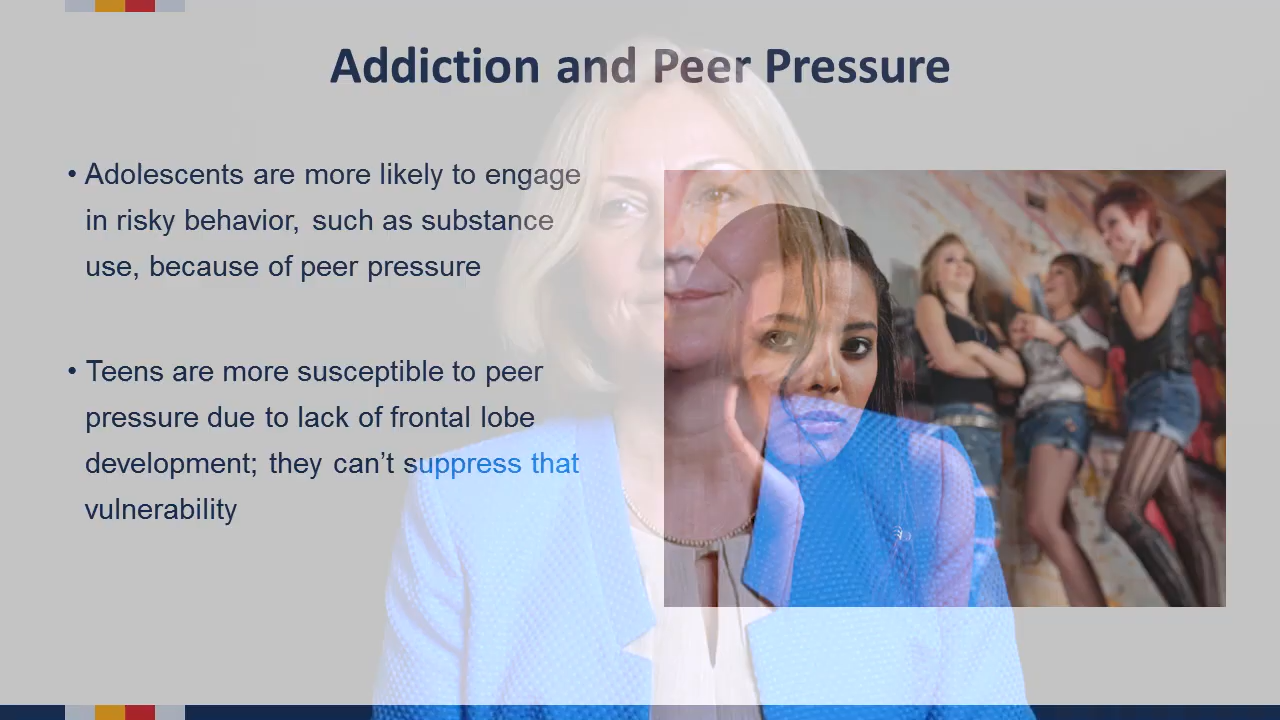 Addiction and Peer Pressure
• Adolescents are more likely to engage
in risky behavior, such as substance
use, because of peer pressure
• Teens are more susceptible to peer
pressure due to lack of frontal lobe
development; they can’t suppress that
vulnerability